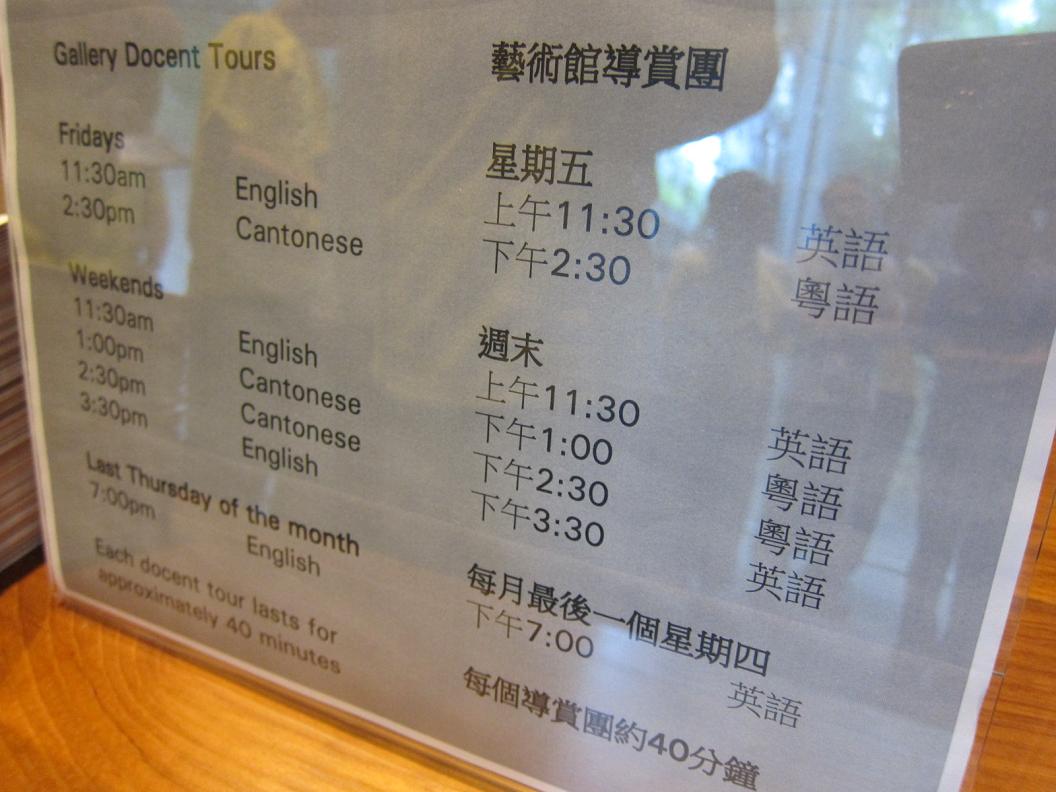 Gallery Docent Tours
Fridays
11:30am English
2:30pm Cantonese
Weekends
11:30am English
1:00pm Cantonese
2:30pm Cantonese
3:30pm English
Last Thursday of the month
7:00pm English
Each docent tour lasts for
approximately 40 minutes
藝術館導賞團
星期五
上午11:30 英語
下午2:30 粵語
週末
上午11:30 英語
下午1:00 粵語
下午2:30 粵語
下午3:30 英語
每月最後一個星期四
下午7:00 英語
每個導賞團約40分鐘